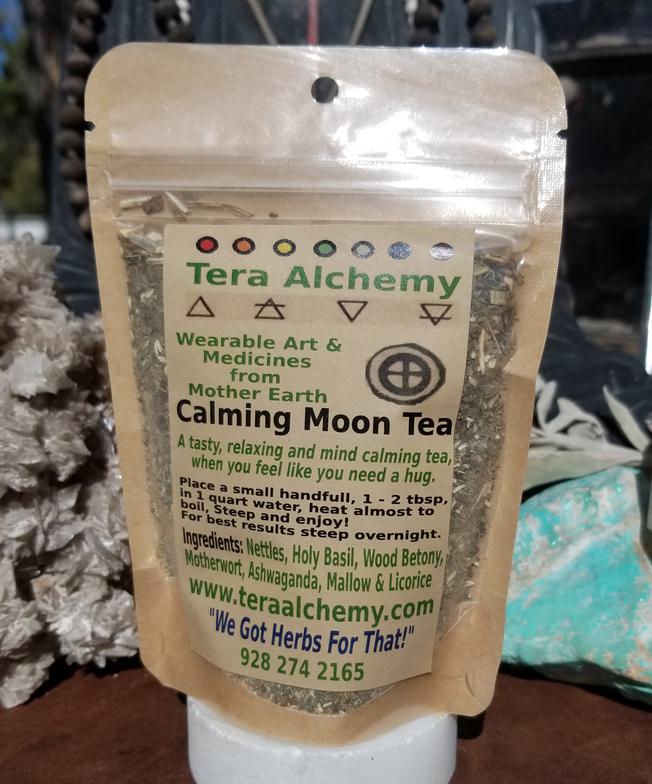 Tera Alchemy
Wearable Art &
Medicines
from
Mother Earth
Calming Moon Tea
A tasty, relaxing and mind calming tea,
when you feel like you need a hug.
Place a small handfull, 1 - 2 tbsp,
in 1 quart water, heat almost to
boil, Steep and enjoy!
For best results steep overnight.
Ingredients: Nettles, Holy Basil, Wood Betony,
Motherwort, Ashwaganda, Mallow & Licorice
www.teraalchemy.com
"We Got Herbs For That!"
928 274 2165